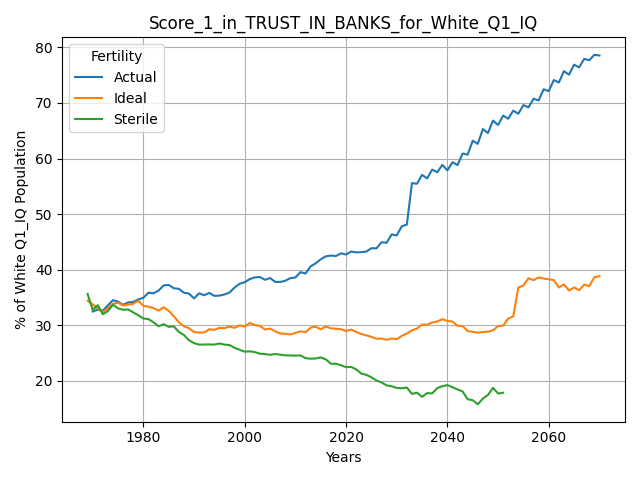 Score_1_in_TRUST_IN_BANKS_for_White_Q1_IQ
Fertility
Actual
Ideal
Sterile
% of White Q1_IQ Population
80
70
60
50
40
30
20
1980
2000
2020
2040
2060
Years